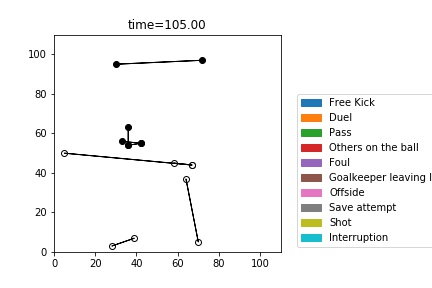 time=105.00
100
80
60
40
20
0
0 20 40 60 80 100
Free Kick
Duel
Pass
Others on the ball
Foul
Goalkeeper leaving l
Offside
Save attempt
Shot
Interruption